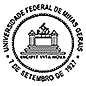 UNIVERSIDADE FEDERAL DE MINAS GERAIS
INCIPIT VITA NOVA
7 DE SETEMBRO DE 1927